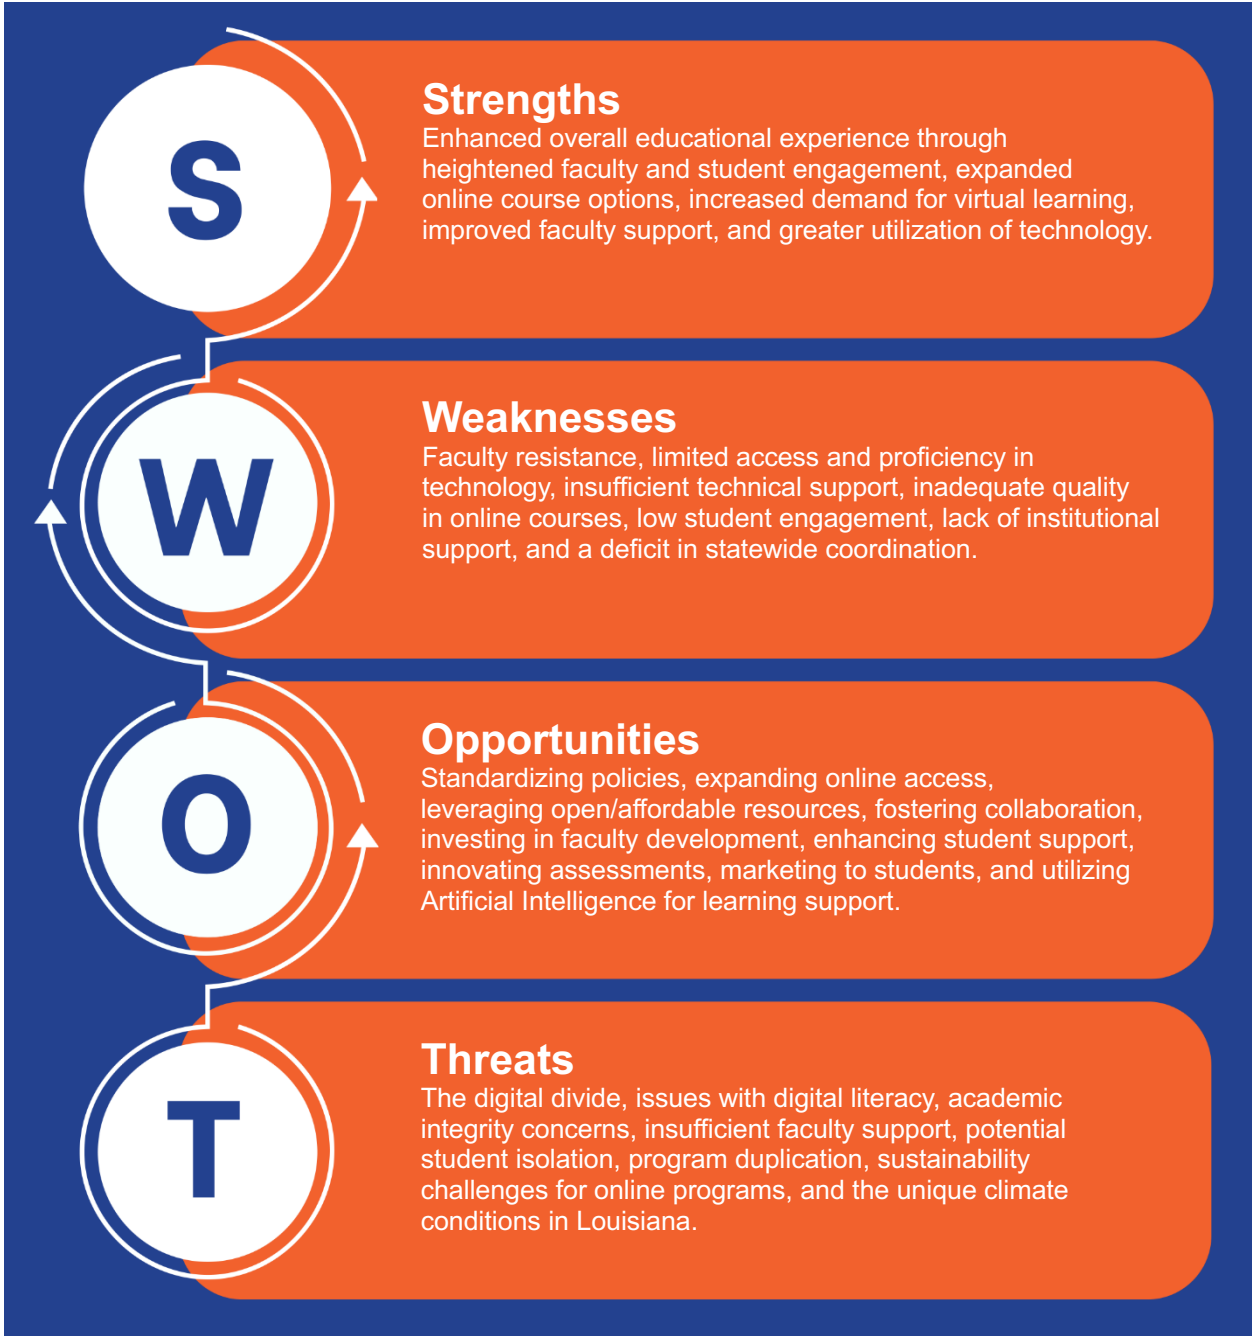 S
Strengths
Enhanced overall educational experience through
heightened faculty and student engagement, expanded
online course options, increased demand for virtual learning,
improved faculty support, and greater utilization of technology.
W
Weaknesses
Faculty resistance, limited access and proficiency in
technology, insufficient technical support, inadequate quality
in online courses, low student engagement, lack of institutional
support, and a deficit in statewide coordination.
O
Opportunities
Standardizing policies, expanding online access,
leveraging open/affordable resources, fostering collaboration,
investing in faculty development, enhancing student support,
innovating assessments, marketing to students, and utilizing
Artificial Intelligence for learning support.
T
Threats
The digital divide, issues with digital literacy, academic
integrity concerns, insufficient faculty support, potential
student isolation, program duplication, sustainability
challenges for online programs, and the unique climate
conditions in Louisiana.